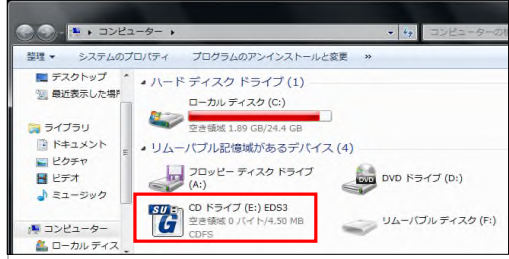 コンピューター
コンピューターの検
整理 システムのプロパティ プログラムのアンインストールと変更 »
デスクトップ
最近表示した場所
ライブラリ
ドキュメント
ピクチャ
ビデオ
ミュージック
コンピューター
ローカル ディス
ハード ディスク ドライブ (1)
ローカル ディスク (C:)
空き領域 1.89 GB/24.4 GB
リムーバブル記憶域があるデバイス (4)
フロッピー ディスク ドライブ
(A:)
DVD ドライブ (D:)
SU
G
CD ドライブ (E:) EDS3
空き領域 0 バイト/4.50 MB
CDFS
リムーバブル ディスク (F:)